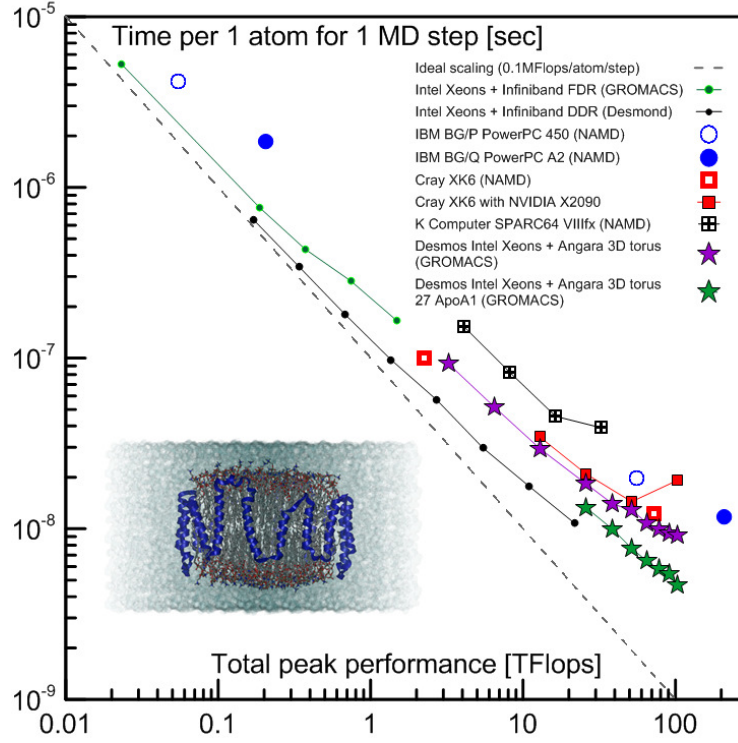 10^-5
Time per 1 atom for 1 MD step [sec]
Ideal scaling (0.1MFlops/atom/step)
Intel Xeons + Infiniband FDR (GROMACS)
Intel Xeons + Infiniband DDR (Desmond)
IBM BG/P PowerPC 450 (NAMD)
IBM BG/Q PowerPC A2 (NAMD)
Cray XK6 (NAMD)
Cray XK6 with NVIDIA X2090
K Computer SPARC64 VIIIfx (NAMD)
Desmos Intel Xeons + Angara 3D torus
(GROMACS)
Desmos Intel Xeons + Angara 3D torus
27 ApoA1 (GROMACS)
10^-6
10^-7
10^-8
Total peak performance [TFlops]
10^-9
0.01 0.1 1 10 100